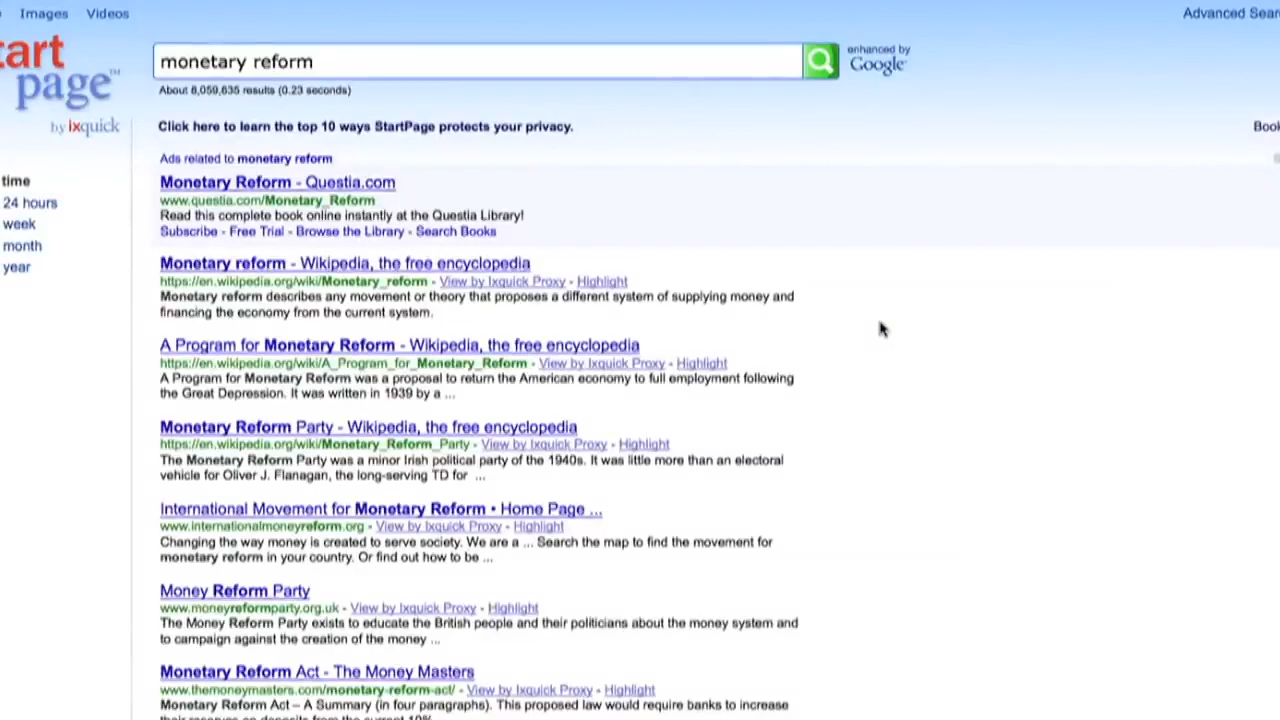 Images Videos Advanced Sear
art
page™
by ixquick
monetary reform
enhanced by
Google
About 8,059,635 results (0.23 seconds)
Click here to learn the top 10 ways StartPage protects your privacy.
Book
time
24 hours
week
month
year
Ads related to monetary reform
Monetary Reform - Questia.com
www.questia.com/Monetary_Reform
Read this complete book online instantly at the Questia Library!
Subscribe - Free Trial - Browse the Library - Search Books
Monetary reform - Wikipedia, the free encyclopedia
https://en.wikipedia.org/wiki/Monetary_reform - View by Ixquick Proxy - Highlight
Monetary reform describes any movement or theory that proposes a different system of supplying money and
financing the economy from the current system.
A Program for Monetary Reform - Wikipedia, the free encyclopedia
https://en.wikipedia.org/wiki/A_Program_for_Monetary_Reform - View by Ixquick Proxy - Highlight
A Program for Monetary Reform was a proposal to return the American economy to full employment following
the Great Depression. It was written in 1939 by a ...
Monetary Reform Party - Wikipedia, the free encyclopedia
https://en.wikipedia.org/wiki/Monetary_Reform_Party - View by Ixquick Proxy - Highlight
The Monetary Reform Party was a minor Irish political party of the 1940s. It was little more than an electoral
vehicle for Oliver J. Flanagan, the long-serving TD for ...
International Movement for Monetary Reform • Home Page ...
www.internationalmoneyreform.org - View by Ixquick Proxy - Highlight
Changing the way money is created to serve society. We are a ... Search the map to find the movement for
monetary reform in your country. Or find out how to be ...
Money Reform Party
www.moneyreformparty.org.uk - View by Ixquick Proxy - Highlight
The Money Reform Party exists to educate the British people and their politicians about the money system and
to campaign against the creation of the money ...
Monetary Reform Act - The Money Masters
www.themoneymasters.com/monetary-reform-act/ - View by Ixquick Proxy - Highlight
Monetary Reform Act – A Summary (in four paragraphs). This proposed law would require banks to increase
their reserves on deposits from the current 10%